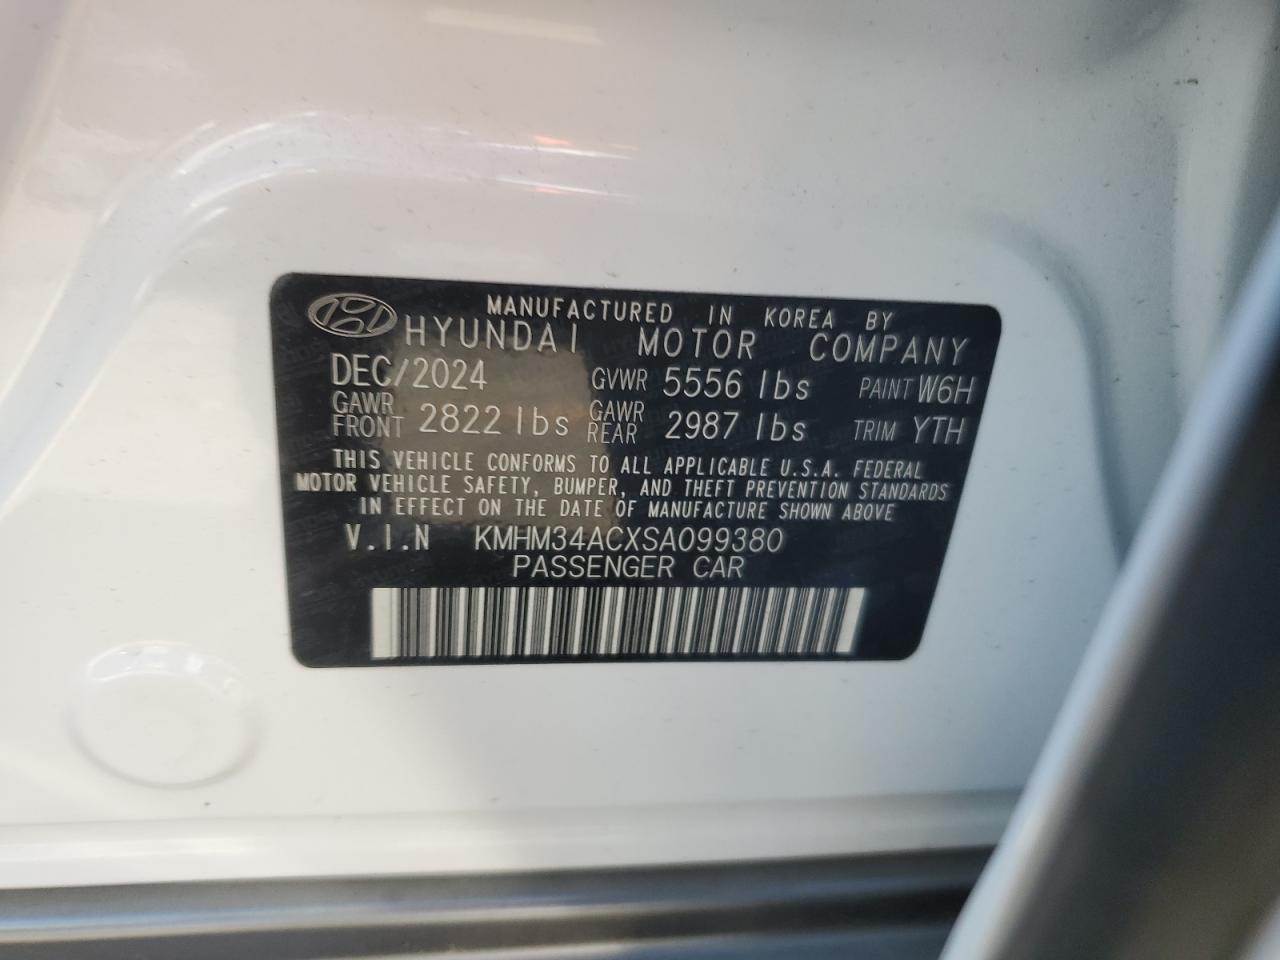 MANUFACTURED IN KOREA BY
HYUNDAI MOTOR COMPANY
DEC/2024 GVWR 5556 lbs PAINT W6H
GAWR FRONT 2822 lbs GAWR REAR 2987 lbs TRIM YTH
THIS VEHICLE CONFORMS TO ALL APPLICABLE U.S.A. FEDERAL
MOTOR VEHICLE SAFETY, BUMPER, AND THEFT PREVENTION STANDARDS
IN EFFECT ON THE DATE OF MANUFACTURE SHOWN ABOVE
V.I.N KMHM34ACXSA099380
PASSENGER CAR